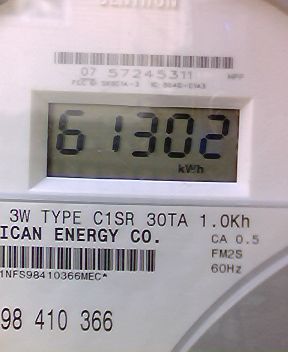 07 57245311
61302
kWh
3W TYPE C1SR 30TA 1.0Kh
ICAN ENERGY CO.
CA 0.5
FM2S
60Hz
1NFS98410366MEC*
98 410 366